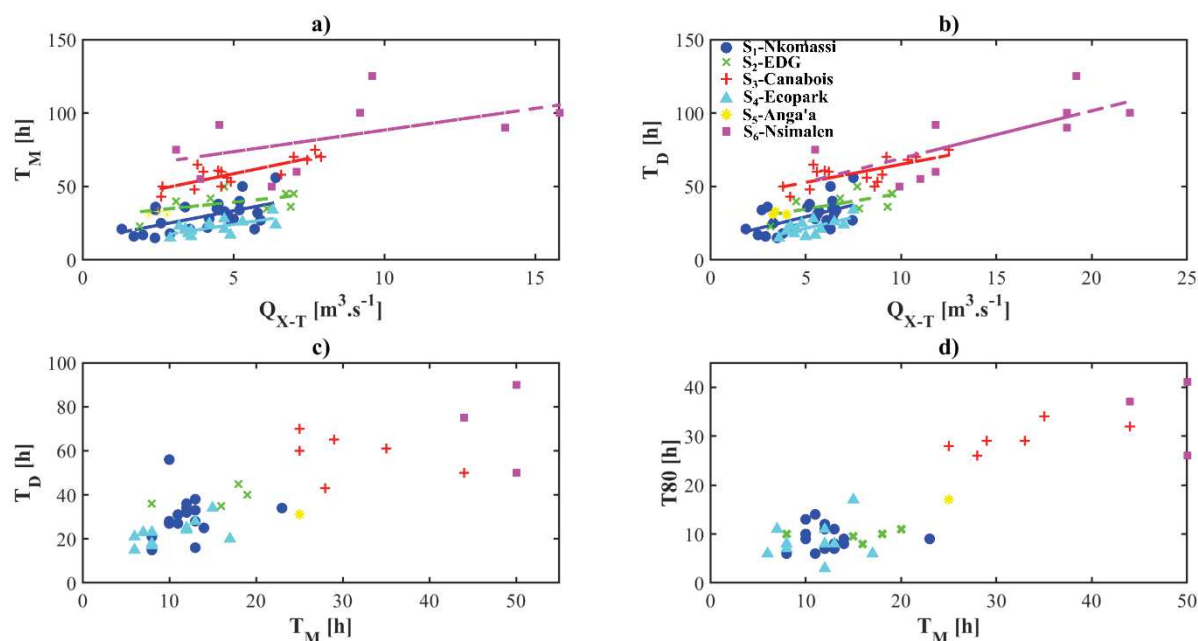 a)
150
100
50
0
T_M [h]
0 5 10 15
Q_X-T [m³.s⁻¹]
b)
150
100
50
0
T_D [h]
S₁-Nkomassi
S₂-EDG
S₃-Canabois
S₄-Ecopark
S₅-Anga'a
S₆-Nsimalen
0 5 10 15 20 25
Q_X-T [m³.s⁻¹]
c)
100
80
60
40
20
0
T_D [h]
0 10 20 30 40 50
T_M [h]
d)
40
30
20
10
0
T80 [h]
0 10 20 30 40 50
T_M [h]